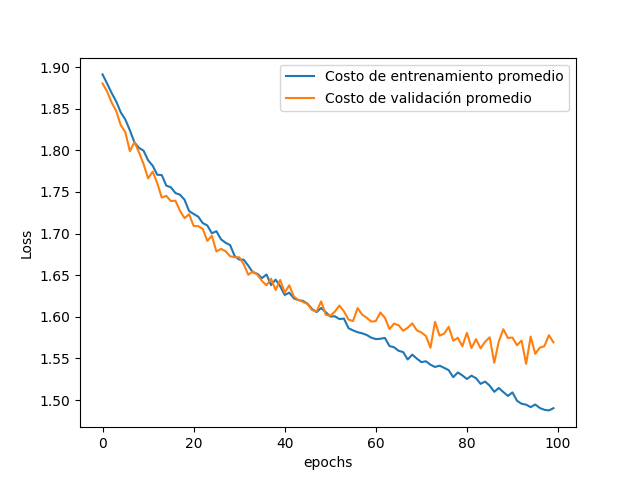 Costo de entrenamiento promedio
Costo de validación promedio
Loss
1.90
1.85
1.80
1.75
1.70
1.65
1.60
1.55
1.50
0 20 40 60 80 100
epochs